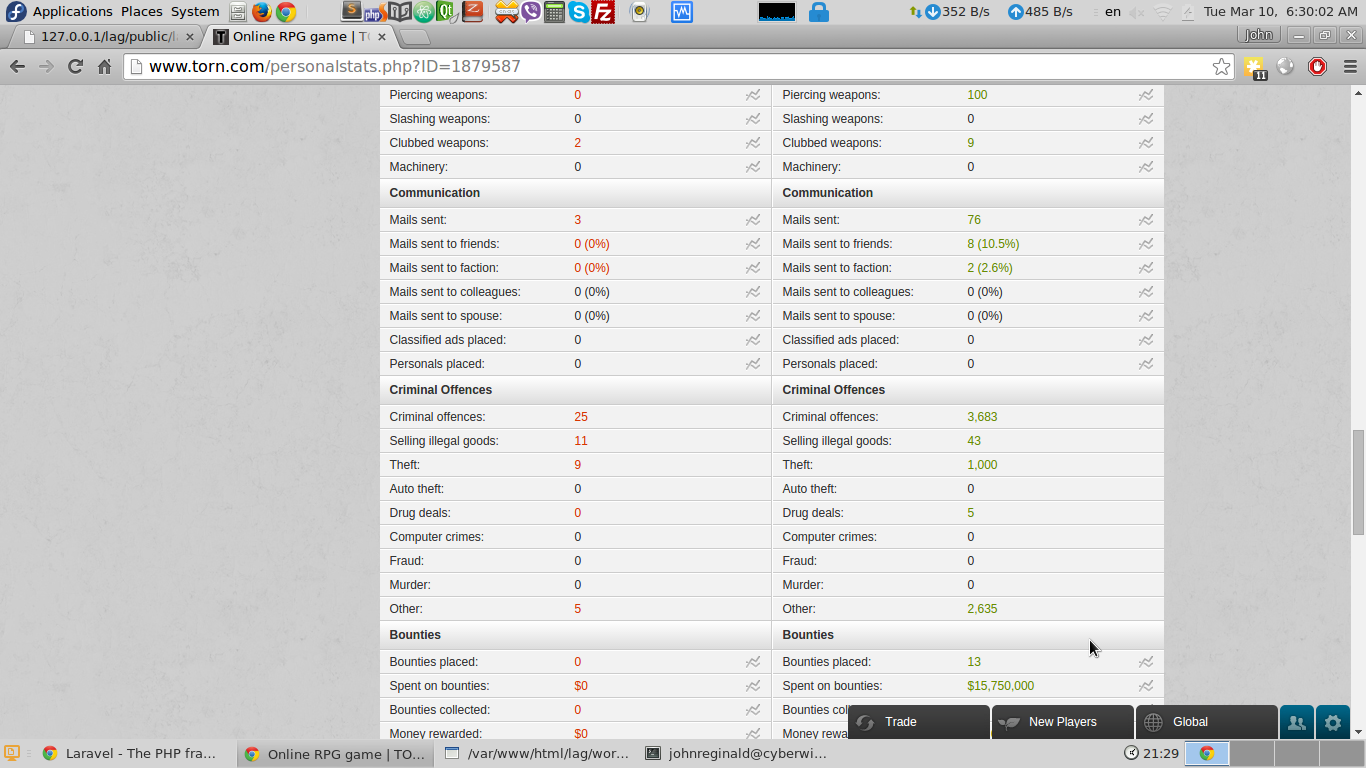 Applications Places System php Qt 352 B/s 485 B/s en Tue Mar 10, 6:30:02 AM
127.0.0.1/lag/public/ Online RPG game | John
www.torn.com/personalstats.php?ID=1879587 11
Piercing weapons: 0 Piercing weapons: 100
Slashing weapons: 0 Slashing weapons: 0
Clubbed weapons: 2 Clubbed weapons: 9
Machinery: 0 Machinery: 0
Communication Communication
Mails sent: 3 Mails sent: 76
Mails sent to friends: 0 (0%) Mails sent to friends: 8 (10.5%)
Mails sent to faction: 0 (0%) Mails sent to faction: 2 (2.6%)
Mails sent to colleagues: 0 (0%) Mails sent to colleagues: 0 (0%)
Mails sent to spouse: 0 (0%) Mails sent to spouse: 0 (0%)
Classified ads placed: 0 Classified ads placed: 0
Personals placed: 0 Personals placed: 0
Criminal Offences Criminal Offences
Criminal offences: 25 Criminal offences: 3,683
Selling illegal goods: 11 Selling illegal goods: 43
Theft: 9 Theft: 1,000
Auto theft: 0 Auto theft: 0
Drug deals: 0 Drug deals: 5
Computer crimes: 0 Computer crimes: 0
Fraud: 0 Fraud: 0
Murder: 0 Murder: 0
Other: 5 Other: 2,635
Bounties Bounties
Bounties placed: 0 Bounties placed: 13
Spent on bounties: $0 Spent on bounties: $15,750,000
Bounties collected: 0 Bounties col
Money rewarded: $0 Money rewa
Trade New Players Global
Laravel - The PHP fra... Online RPG game | TO... /var/www/html/lag/wor... johnreginald@cyberwi... 21:29